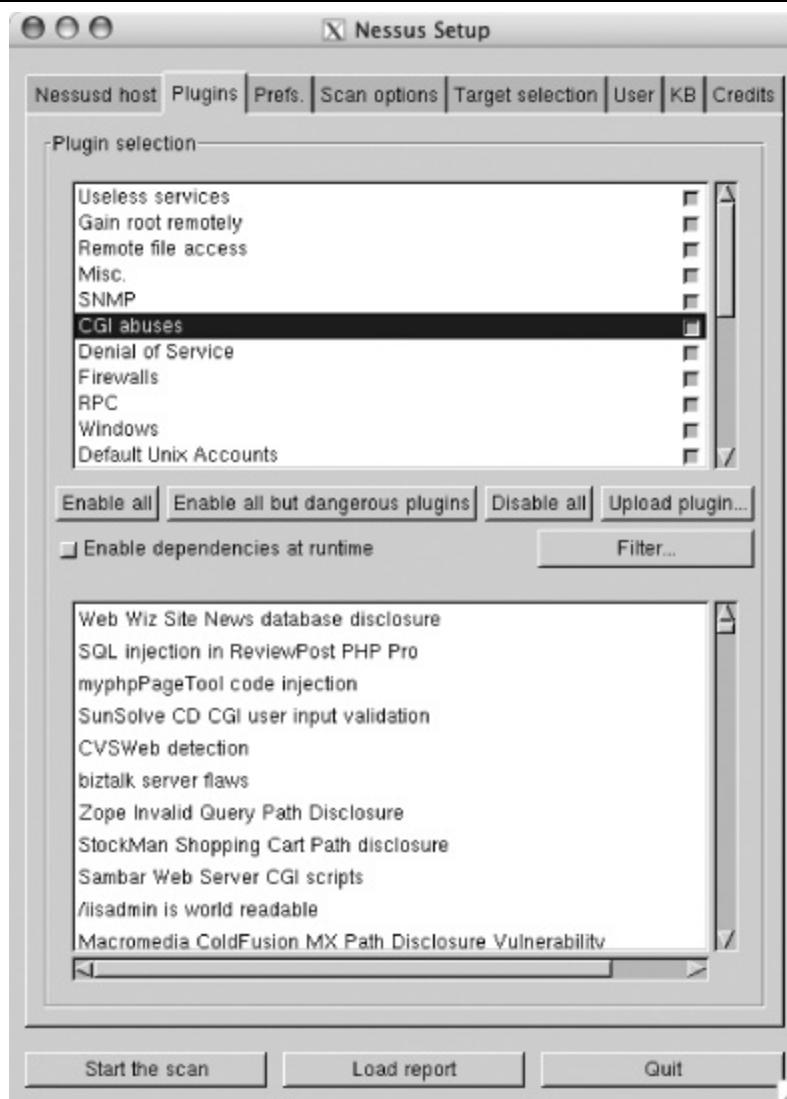 Nessus Setup
Nessusd host Plugins Prefs. Scan options Target selection User KB Credits
Plugin selection
Useless services
Gain root remotely
Remote file access
Misc.
SNMP
CGI abuses
Denial of Service
Firewalls
RPC
Windows
Default Unix Accounts
Enable all Enable all but dangerous plugins Disable all Upload plugin...
Enable dependencies at runtime Filter...
Web Wiz Site News database disclosure
SQL injection in ReviewPost PHP Pro
myphpPageTool code injection
SunSolve CD CGI user input validation
CVSWeb detection
biztalk server flaws
Zope Invalid Query Path Disclosure
StockMan Shopping Cart Path disclosure
Sambar Web Server CGI scripts
/iisadmin is world readable
Macromedia ColdFusion MX Path Disclosure Vulnerability
Start the scan Load report Quit